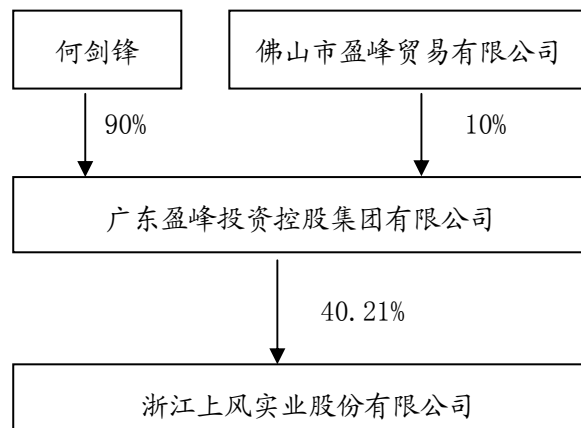 何剑锋
佛山市盈峰贸易有限公司
90%
10%
广东盈峰投资控股集团有限公司
40.21%
浙江上风实业股份有限公司